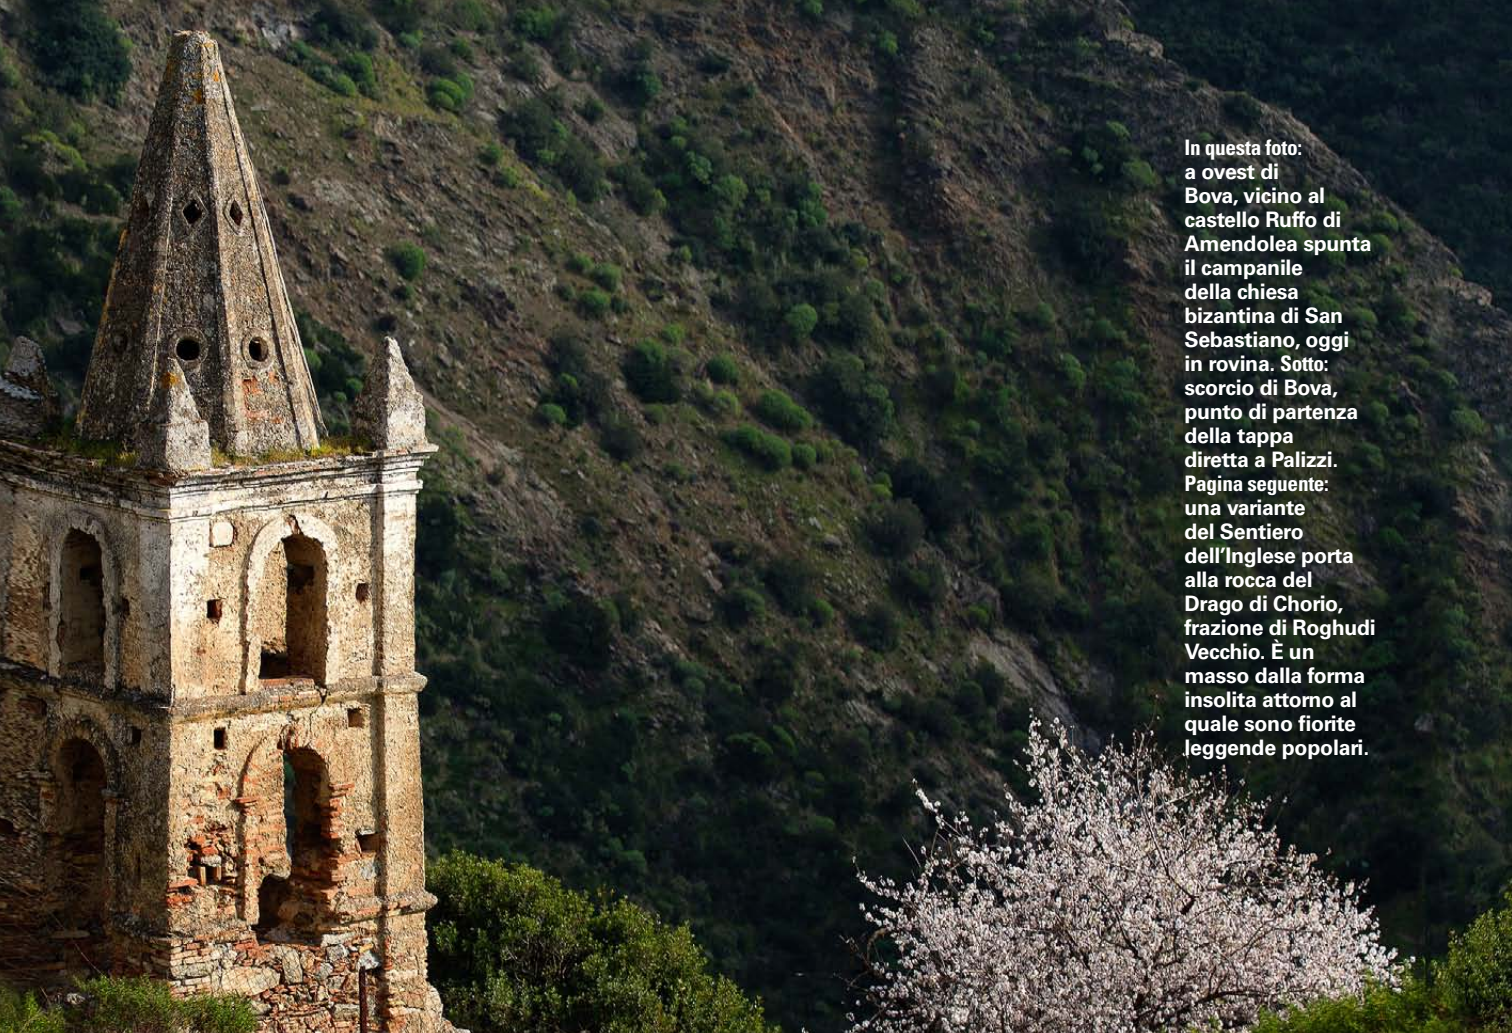 In questa foto:
a ovest di
Bova, vicino al
castello Ruffo di
Amendolea spunta
il campanile
della chiesa
bizantina di San
Sebastiano, oggi
in rovina. Sotto:
scorcio di Bova,
punto di partenza
della tappa
diretta a Palizzi.
Pagina seguente:
una variante
del Sentiero
dell’Inglese porta
alla rocca del
Drago di Chorio,
frazione di Roghudi
Vecchio. È un
masso dalla forma
insolita attorno al
quale sono fiorite
leggende popolari.